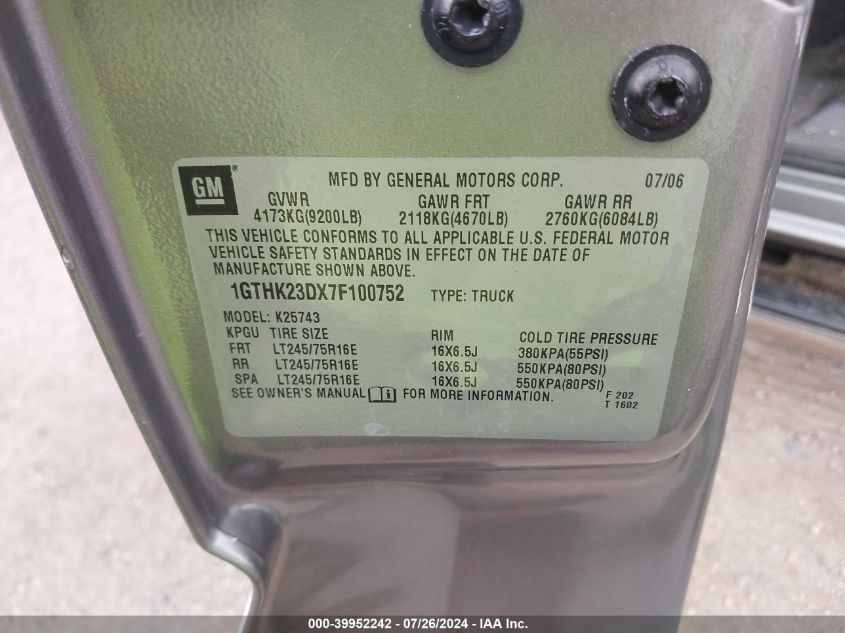 GM ® MFD BY GENERAL MOTORS CORP. 07/06
GVWR GAWR FRT GAWR RR
4173KG(9200LB) 2118KG(4670LB) 2760KG(6084LB)
THIS VEHICLE CONFORMS TO ALL APPLICABLE U.S. FEDERAL MOTOR
VEHICLE SAFETY STANDARDS IN EFFECT ON THE DATE OF
MANUFACTURE SHOWN ABOVE.
1GTHK23DX7F100752 TYPE: TRUCK
MODEL: K25743
KPGU TIRE SIZE RIM COLD TIRE PRESSURE
FRT LT245/75R16E 16X6.5J 380KPA(55PSI)
RR LT245/75R16E 16X6.5J 550KPA(80PSI)
SPA LT245/75R16E 16X6.5J 550KPA(80PSI)
SEE OWNER'S MANUAL i FOR MORE INFORMATION. F 202
T 1602
000-39952242 - 07/26/2024 - IAA Inc.